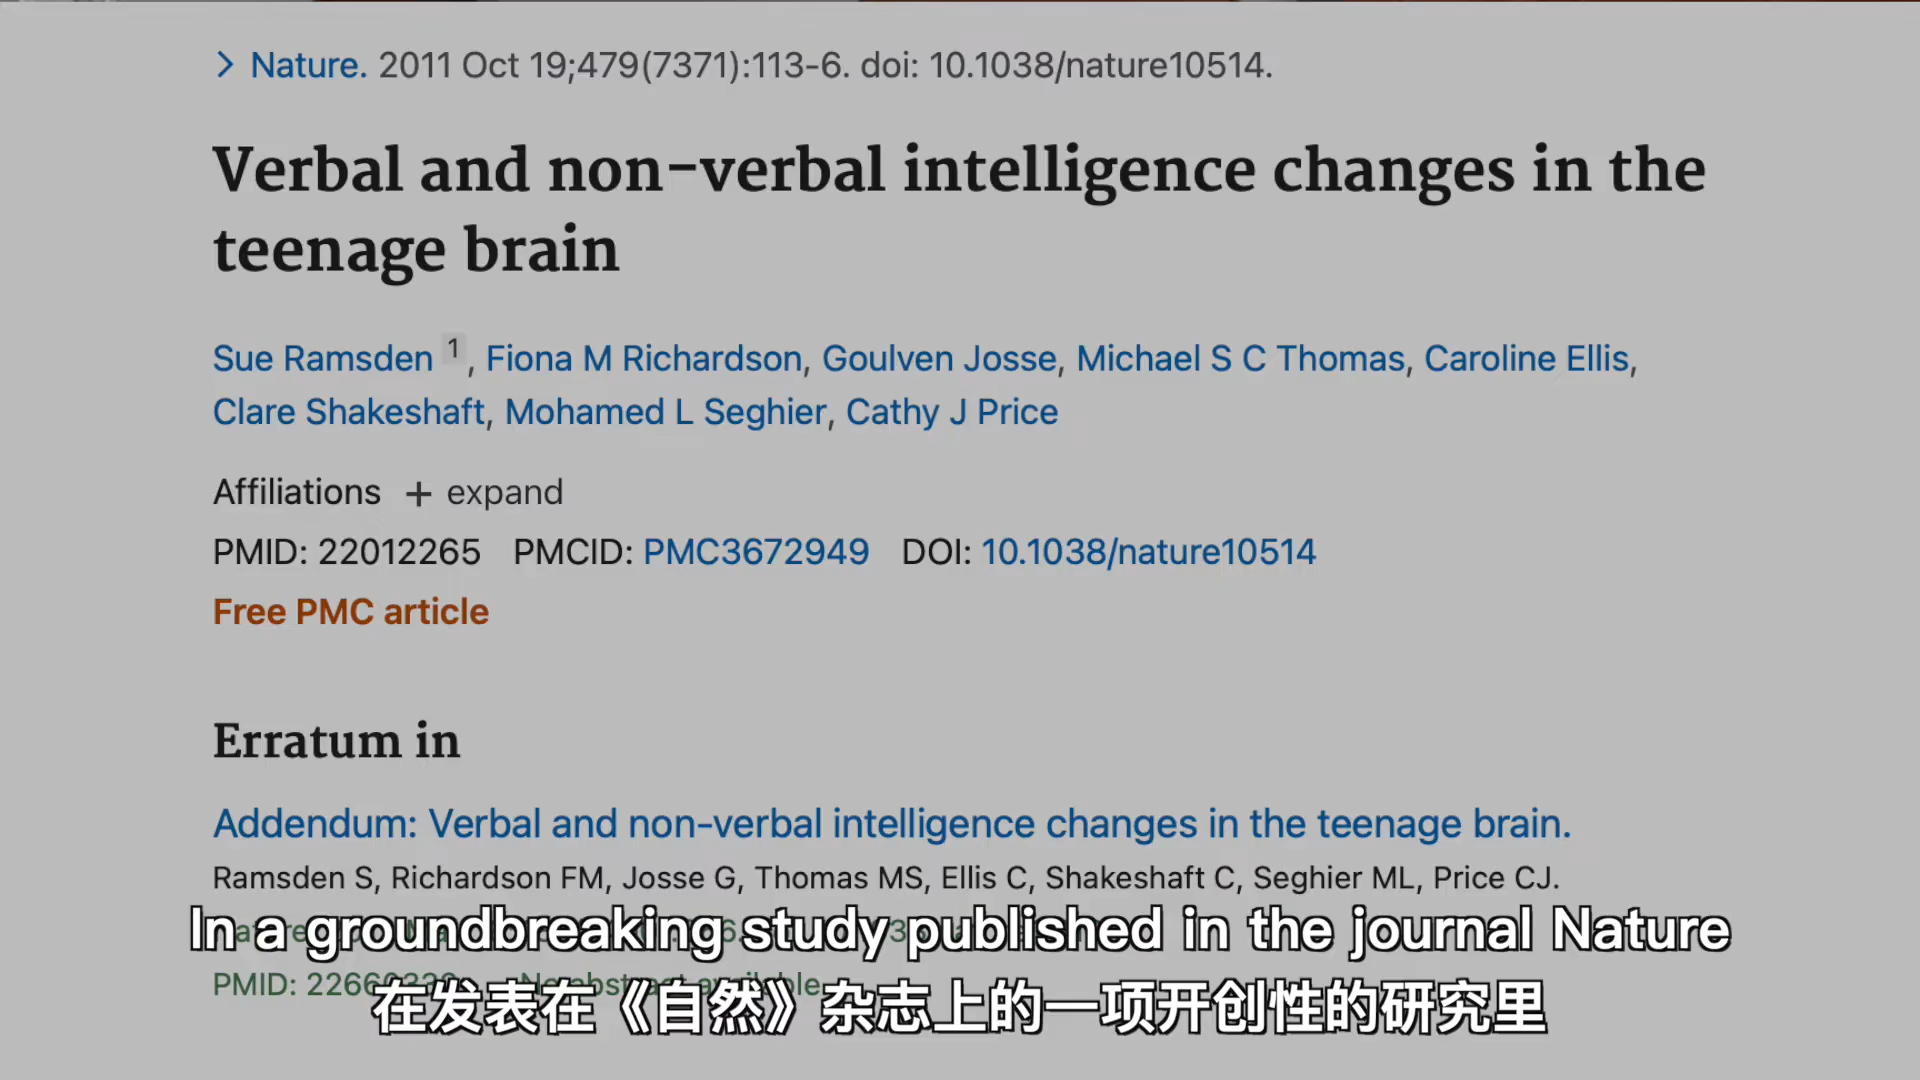 > Nature. 2011 Oct 19;479(7371):113-6. doi: 10.1038/nature10514.
Verbal and non-verbal intelligence changes in the
teenage brain
Sue Ramsden 1, Fiona M Richardson, Goulven Josse, Michael S C Thomas, Caroline Ellis,
Clare Shakeshaft, Mohamed L Seghier, Cathy J Price
Affiliations + expand
PMID: 22012265 PMCID: PMC3672949 DOI: 10.1038/nature10514
Free PMC article
Erratum in
Addendum: Verbal and non-verbal intelligence changes in the teenage brain.
Ramsden S, Richardson FM, Josse G, Thomas MS, Ellis C, Shakeshaft C, Seghier ML, Price CJ.
In a groundbreaking study published in the journal Nature
PMID: No abstract available
在发表在《自然》杂志上的一项开创性的研究里